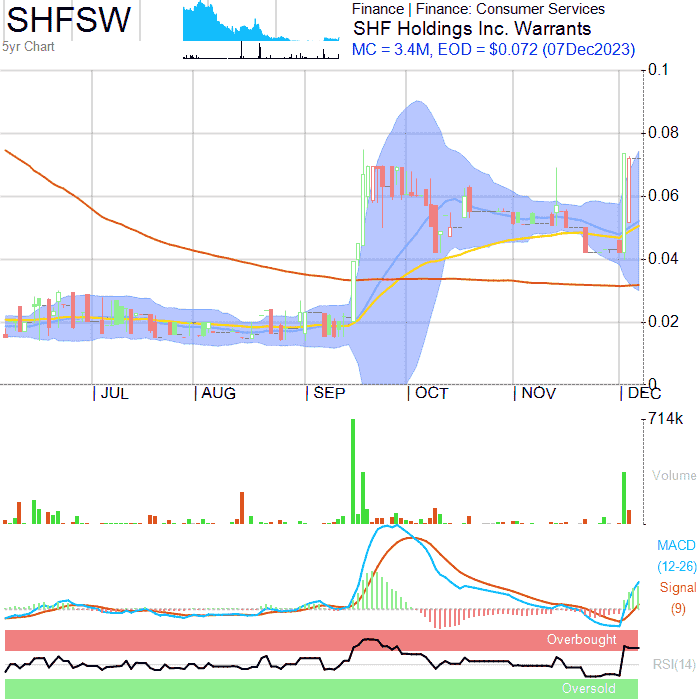 SHFSW
5yr Chart
Finance | Finance: Consumer Services
SHF Holdings Inc. Warrants
MC = 3.4M, EOD = $0.072 (07Dec2023)
0.1
0.08
0.06
0.04
0.02
0
JUL AUG SEP OCT NOV DEC
714k
Volume
MACD
(12-26)
Signal
(9)
Overbought
RSI(14)
Oversold